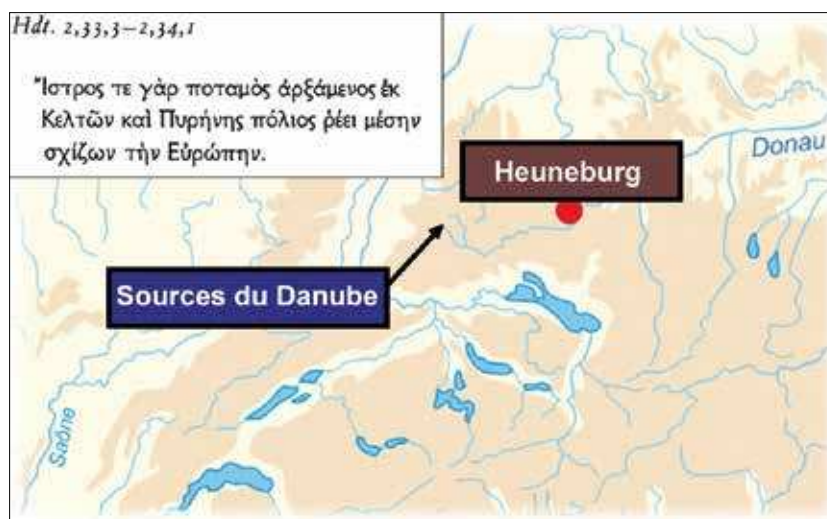 Hdt. 2,33,3–2,34,1
Ἴστρος τε γὰρ ποταμὸς ἀρξάμενος ἐκ
Κελτῶν καὶ Πυρήνης πόλιος ῥέει μέσην
σχίζων τὴν Εὐρώπην.
Donau
Heuneburg
Sources du Danube
Saône